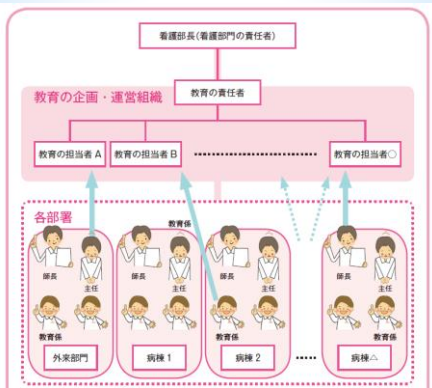 看護部長(看護部門の責任者)
教育の企画・運営組織
教育の責任者
教育の担当者 A
教育の担当者 B
教育の担当者○
各部署
教育係
師長
主任
教育係
外来部門
師長
主任
病棟 1
師長
主任
教育係
病棟 2
師長
主任
教育係
病棟△